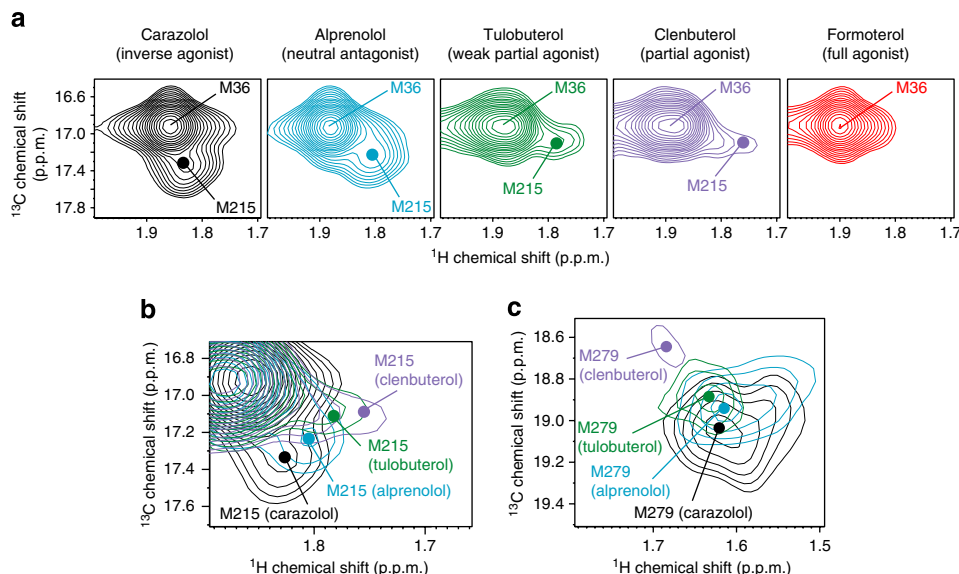 a
Carazolol
(inverse agonist)
Alprenolol
(neutral antagonist)
Tulobuterol
(weak partial agonist)
Clenbuterol
(partial agonist)
Formoterol
(full agonist)
¹³C chemical shift
(p.p.m.)
16.6
17.0
17.4
17.8
M36
M215
M36
M215
M36
M215
M36
M215
M36
1.9 1.8 1.7
1.9 1.8 1.7
1.9 1.8 1.7
1.9 1.8 1.7
1.9 1.8 1.7
¹H chemical shift (p.p.m.)
b
¹³C chemical shift (p.p.m.)
16.8
17.0
17.2
17.4
17.6
M215
(clenbuterol)
M215
(tulobuterol)
M215 (alprenolol)
M215 (carazolol)
1.8 1.7
¹H chemical shift (p.p.m.)
c
¹³C chemical shift (p.p.m.)
18.6
18.8
19.0
19.2
19.4
M279
(clenbuterol)
M279
(tulobuterol)
M279
(alprenolol)
M279 (carazolol)
1.7 1.6 1.5
¹H chemical shift (p.p.m.)